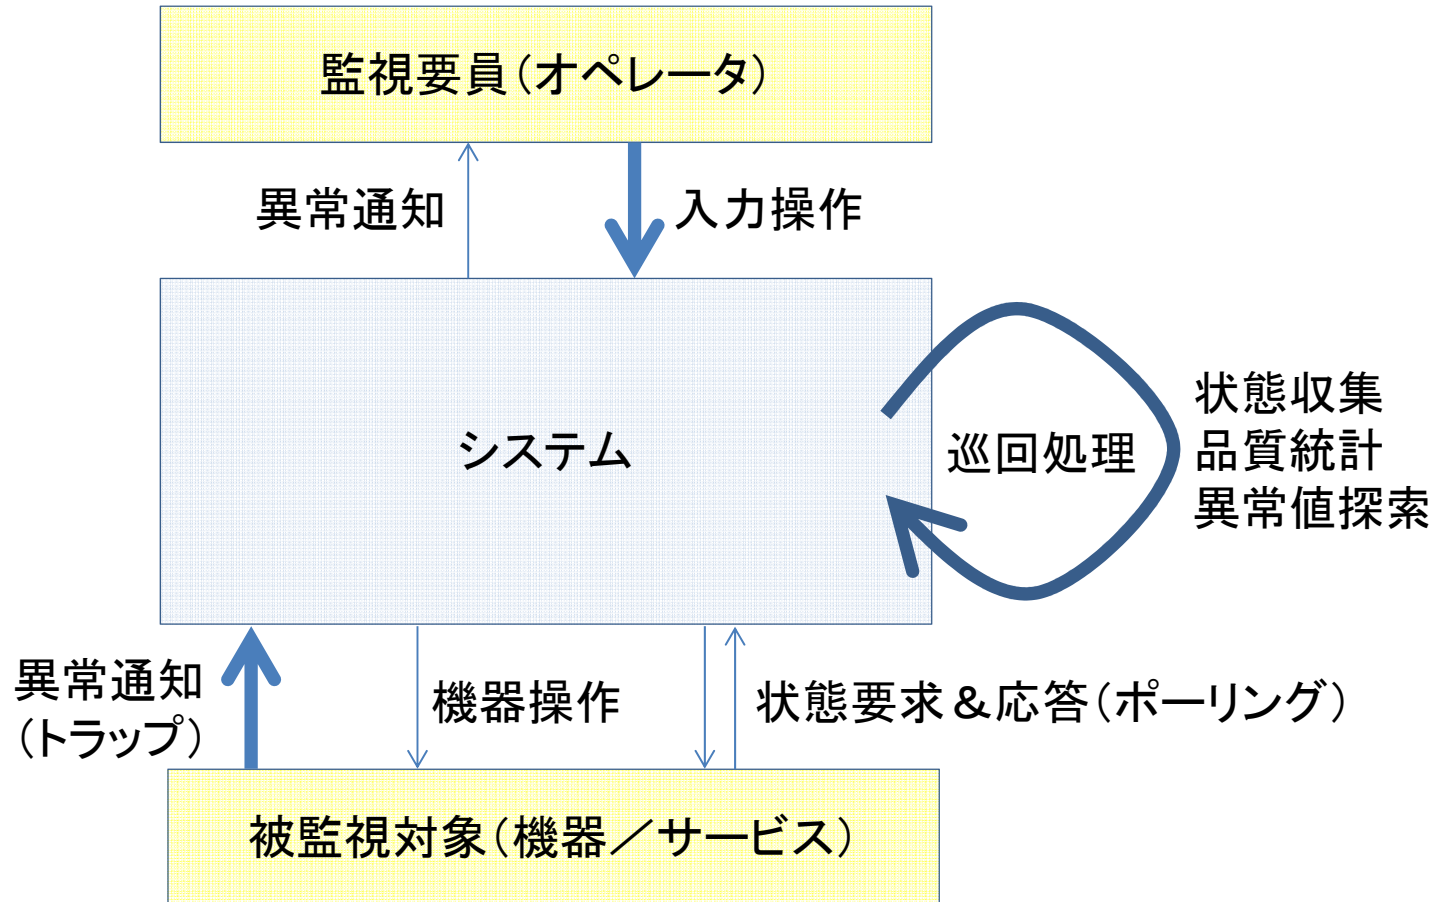 監視要員(オペレータ)
異常通知
入力操作
システム
巡回処理
状態収集
品質統計
異常値探索
異常通知
(トラップ)
機器操作
状態要求&応答(ポーリング)
被監視対象(機器/サービス)